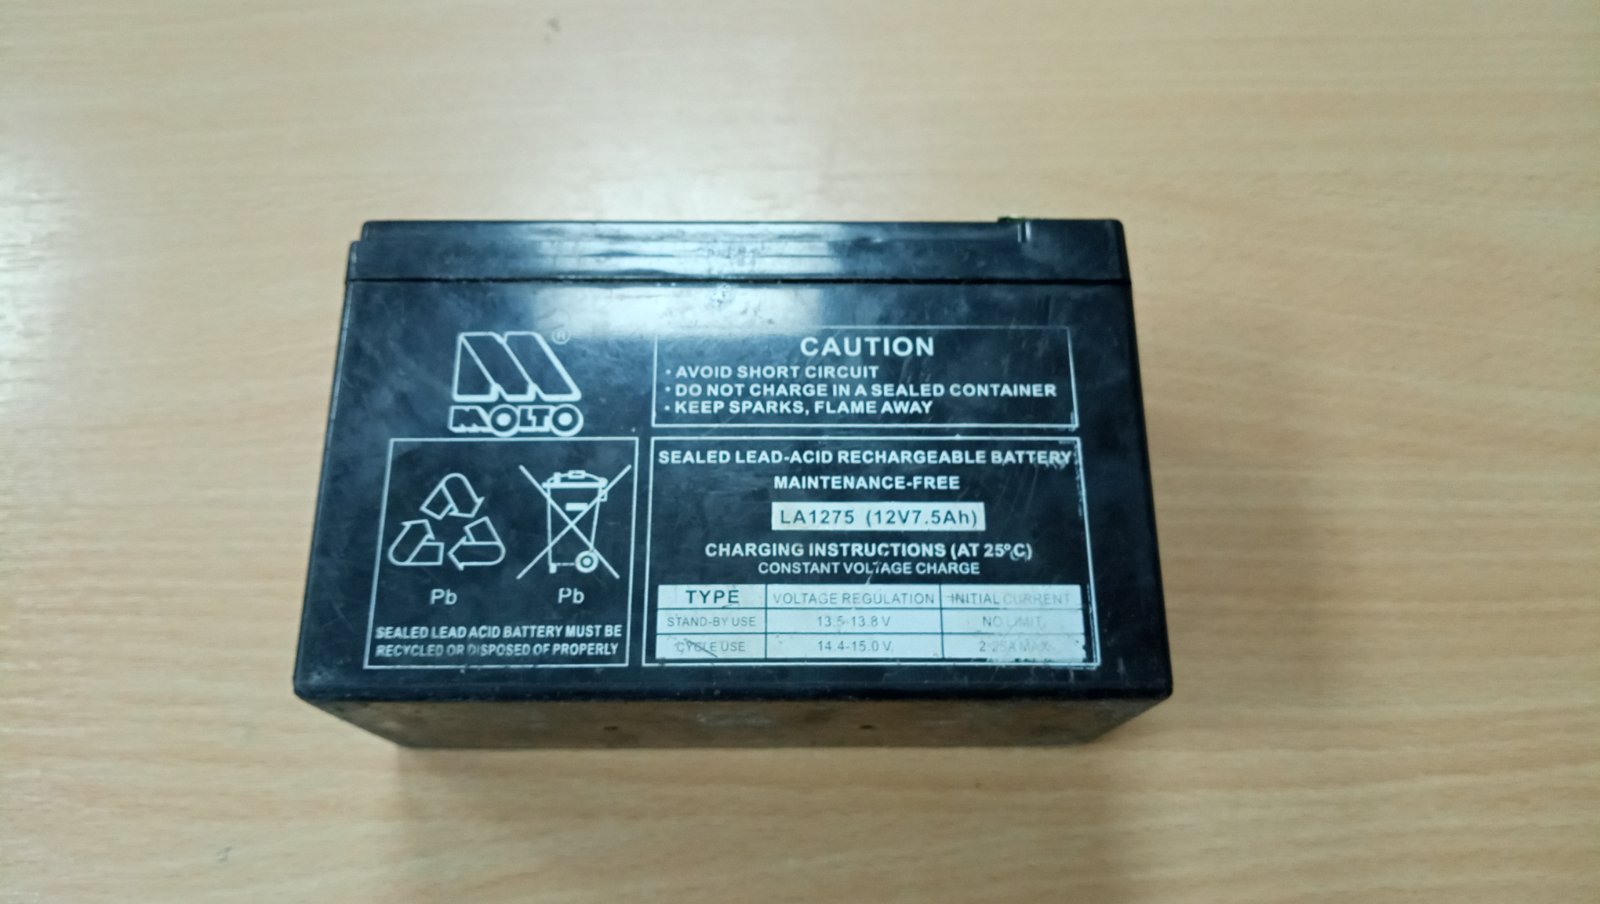 ®
MOLTO
CAUTION
· AVOID SHORT CIRCUIT
· DO NOT CHARGE IN A SEALED CONTAINER
· KEEP SPARKS, FLAME AWAY
Pb Pb
SEALED LEAD ACID BATTERY MUST BE
RECYCLED OR DISPOSED OF PROPERLY
SEALED LEAD-ACID RECHARGEABLE BATTERY
MAINTENANCE-FREE
LA1275 (12V7.5Ah)
CHARGING INSTRUCTIONS (AT 25°C)
CONSTANT VOLTAGE CHARGE
TYPE VOLTAGE REGULATION INITIAL CURRENT
STAND-BY USE 13.5-13.8 V NO LIMIT
CYCLE USE 14.4-15.0 V 2.25A MAX